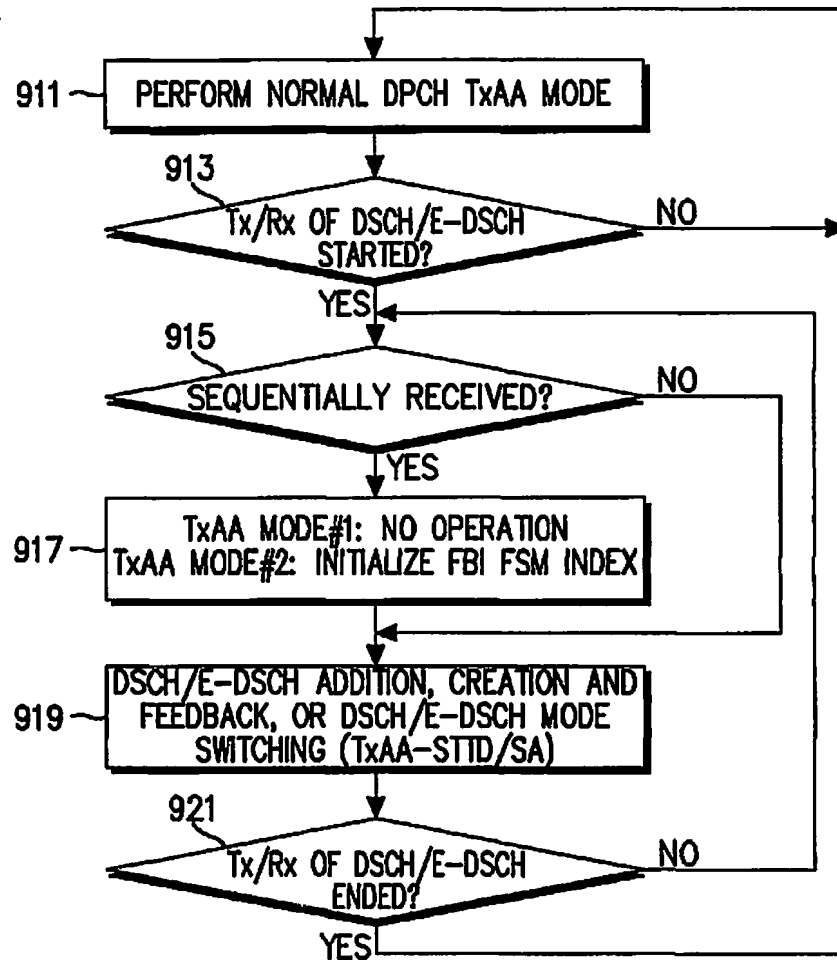 911
PERFORM NORMAL DPCH TxAA MODE
913
Tx/Rx OF DSCH/E-DSCH
STARTED?
NO
YES
915
SEQUENTIALLY RECEIVED?
NO
YES
917
TxAA MODE#1: NO OPERATION
TxAA MODE#2: INITIALIZE FBI FSM INDEX
919
DSCH/E-DSCH ADDITION, CREATION AND
FEEDBACK, OR DSCH/E-DSCH MODE
SWITCHING (TxAA-STTD/SA)
921
Tx/Rx OF DSCH/E-DSCH
ENDED?
NO
YES